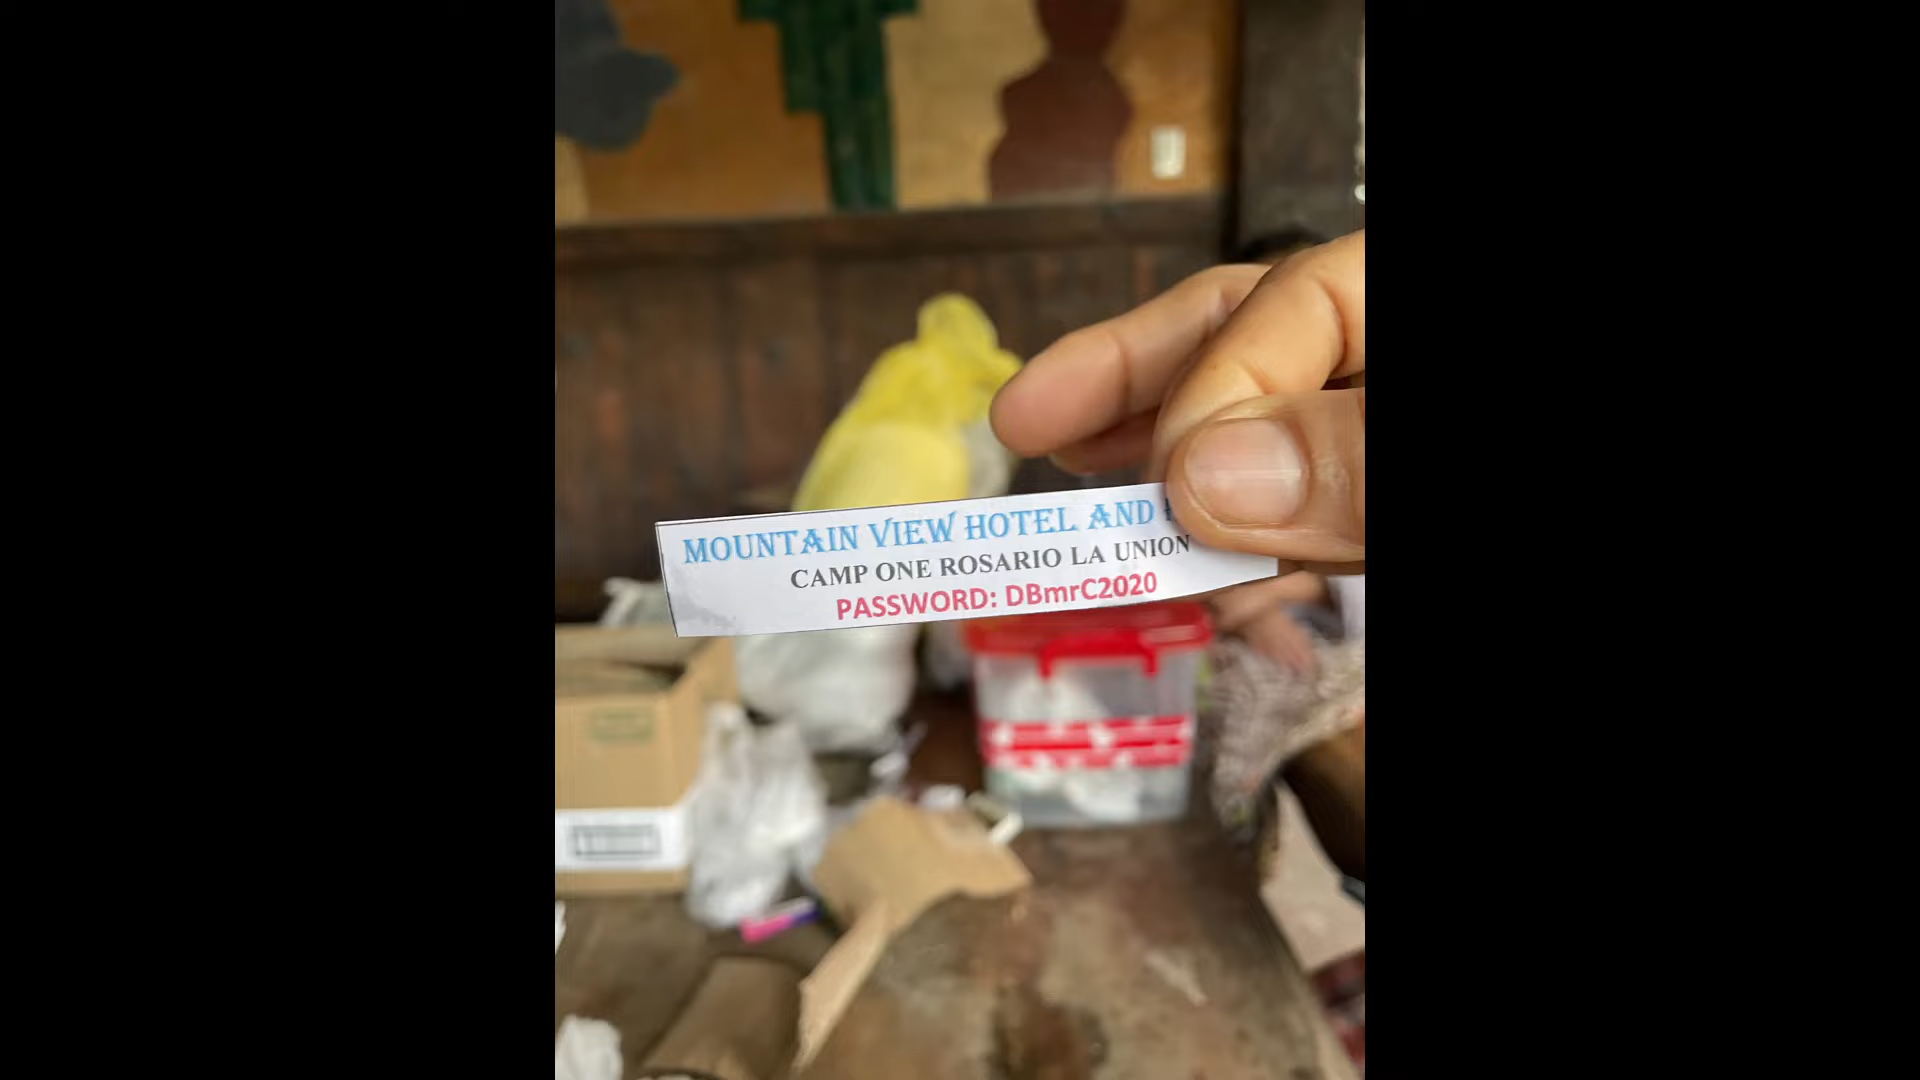 MOUNTAIN VIEW HOTEL AND
CAMP ONE ROSARIO LA UNION
PASSWORD: DBmrC2020